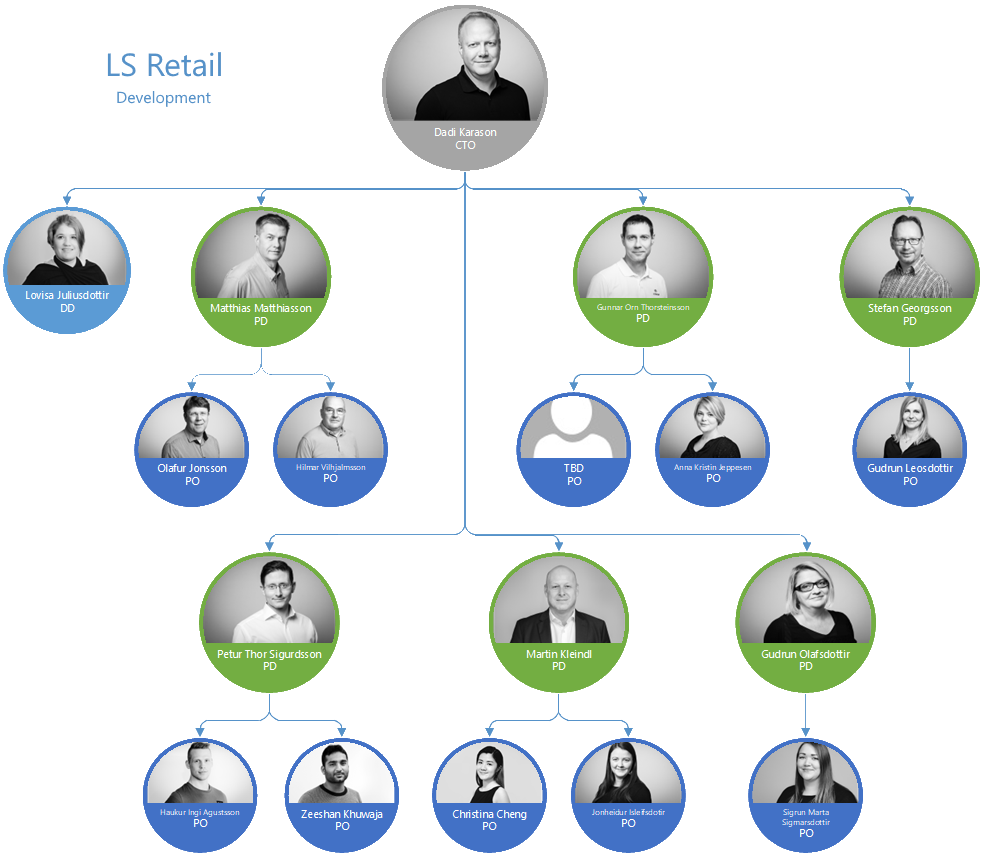 LS Retail
Development
Dadi Karason
CTO
Lovisa Juliusdottir
DD
Matthias Matthiasson
PD
Gunnar Orn Thorsteinsson
PD
Stefan Georgsson
PD
Olafur Jonsson
PO
Hilmar Vilhjalmsson
PO
TBD
PO
Anna Kristin Jeppesen
PO
Gudrun Leosdottir
PO
Petur Thor Sigurdsson
PD
Martin Kleindl
PD
Gudrun Olafsdottir
PD
Haukur Ingi Agustsson
PO
Zeeshan Khuwaja
PO
Christina Cheng
PO
Jonheidur Isleifsdotir
PO
Sigrun Marta
Sigmarsdottir
PO